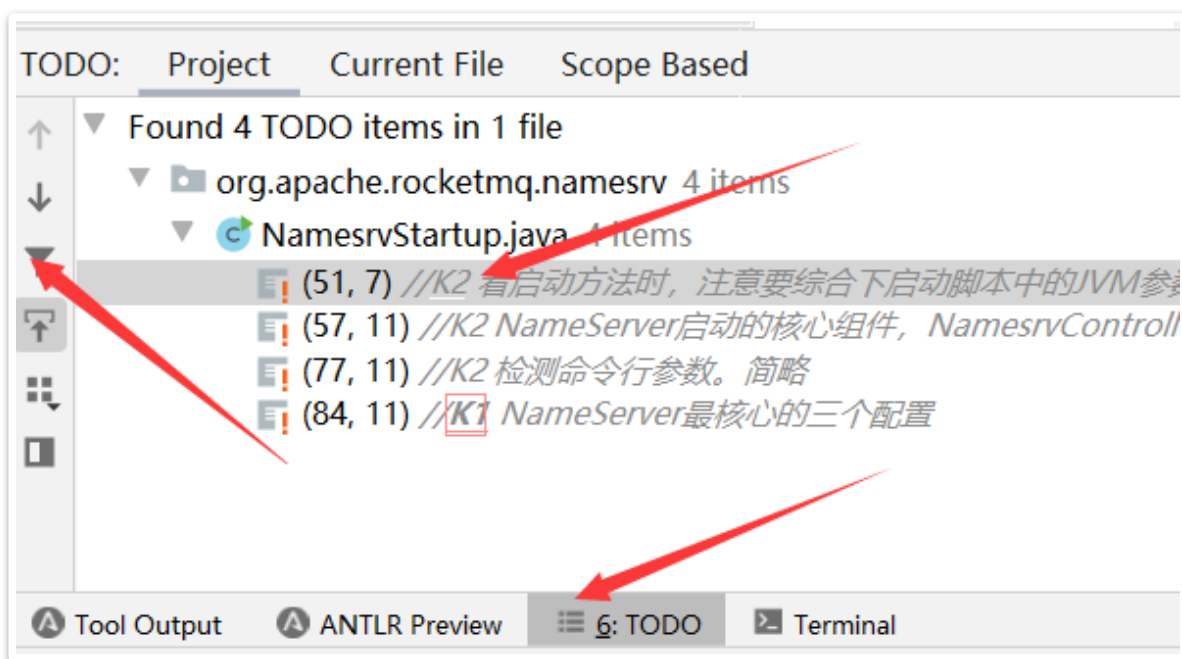 TODO: Project Current File Scope Based
Found 4 TODO items in 1 file
org.apache.rocketmq.namesrv 4 items
NamesrvStartup.java 4 items
(51, 7) //K2 看启动方法时，注意要综合下启动脚本中的JVM参数
(57, 11) //K2 NameServer启动的核心组件，NamesrvControll
(77, 11) //K2 检测命令行参数。简略
(84, 11) //K1 NameServer最核心的三个配置
Tool Output ANTLR Preview 6: TODO Terminal